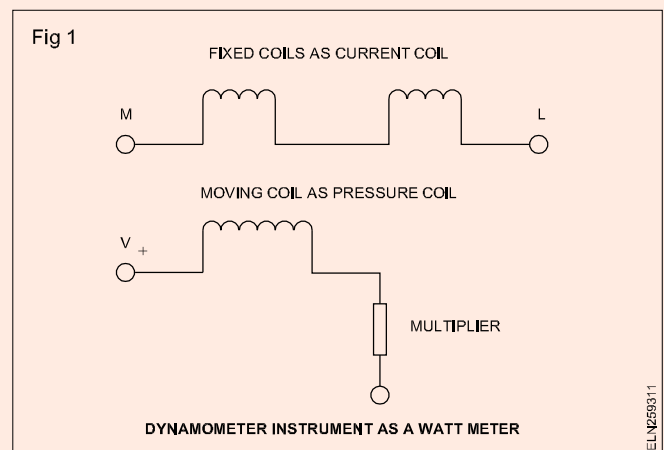 Fig 1
FIXED COILS AS CURRENT COIL
M
L
MOVING COIL AS PRESSURE COIL
V
+
MULTIPLIER
DYNAMOMETER INSTRUMENT AS A WATT METER
ELN259311